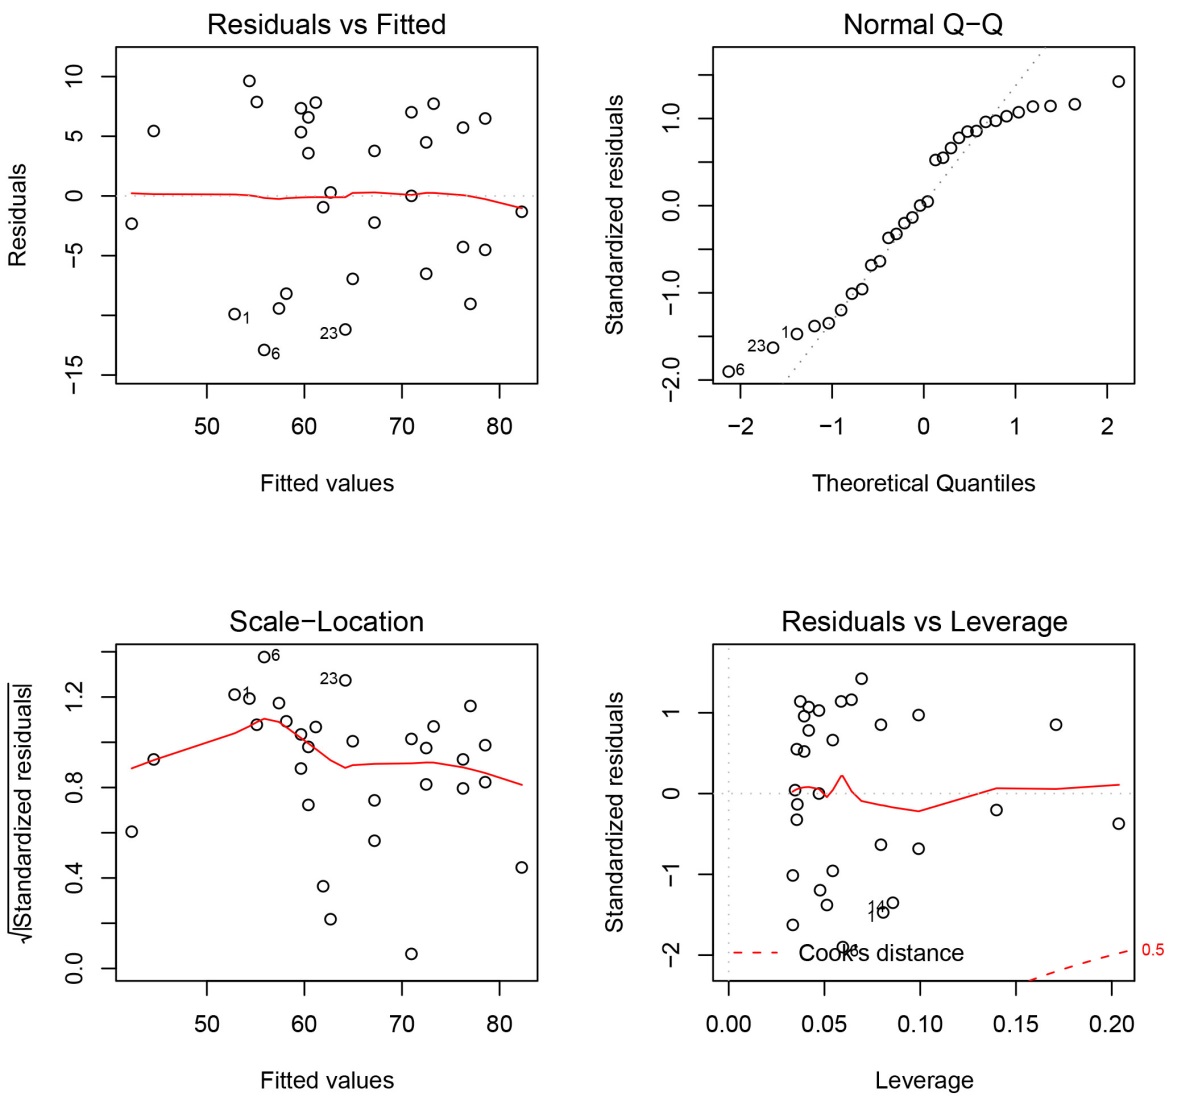 Residuals vs Fitted
Residuals
10
5
0
−5
−15
1
23
6
50 60 70 80
Fitted values
Normal Q−Q
Standardized residuals
1.0
0.0
−1.0
−2.0
1
23
6
−2 −1 0 1 2
Theoretical Quantiles
Scale−Location
√|Standardized residuals|
1.2
0.8
0.4
0.0
6
1
23
50 60 70 80
Fitted values
Residuals vs Leverage
Standardized residuals
1
0
−1
−2
14
1
6
Cook's distance
0.5
0.00 0.05 0.10 0.15 0.20
Leverage